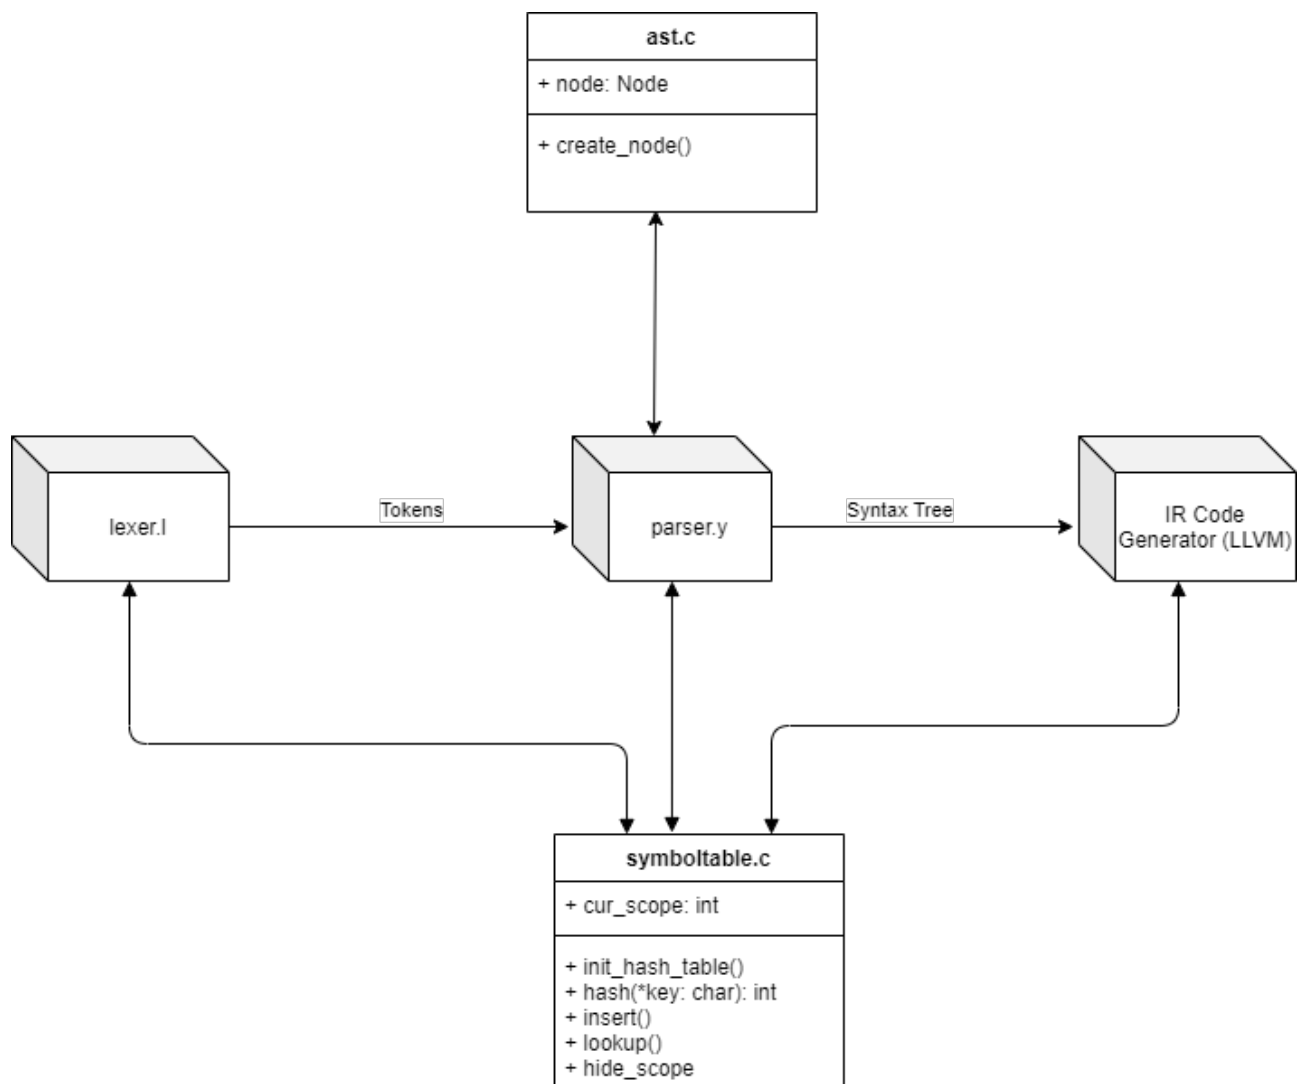 ast.c
+ node: Node
+ create_node()
lexer.l
Tokens
parser.y
Syntax Tree
IR Code
Generator (LLVM)
symboltable.c
+ cur_scope: int
+ init_hash_table()
+ hash(*key: char): int
+ insert()
+ lookup()
+ hide_scope